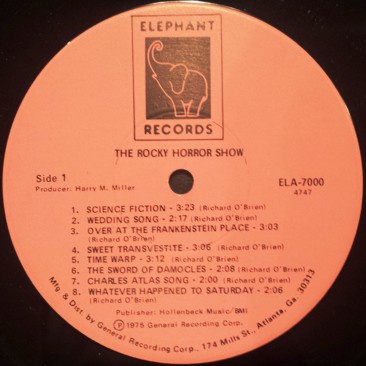 ELEPHANT
RECORDS
THE ROCKY HORROR SHOW
Side 1
ELA-7000
Producer: Harry M. Miller
4747
1. SCIENCE FICTION - 3:23 (Richard O'Brien)
2. WEDDING SONG - 2:17 (Richard O'Brien)
3. OVER AT THE FRANKENSTEIN PLACE - 3:03
(Richard O'Brien)
4. SWEET TRANSVESTITE - 3:06 (Richard O'Brien)
5. TIME WARP - 3:12 (Richard O'Brien)
6. THE SWORD OF DAMOCLES - 2:08 (Richard O'Brien)
7. CHARLES ATLAS SONG - 2:00 (Richard O'Brien)
8. WHATEVER HAPPENED TO SATURDAY - 2:06
(Richard O'Brien)
Publisher: Hollenbeck Music/BMI
℗ 1975 General Recording Corp.
Mfg. & Dist. by General Recording Corp., 174 Mills St., Atlanta, Ga. 30313